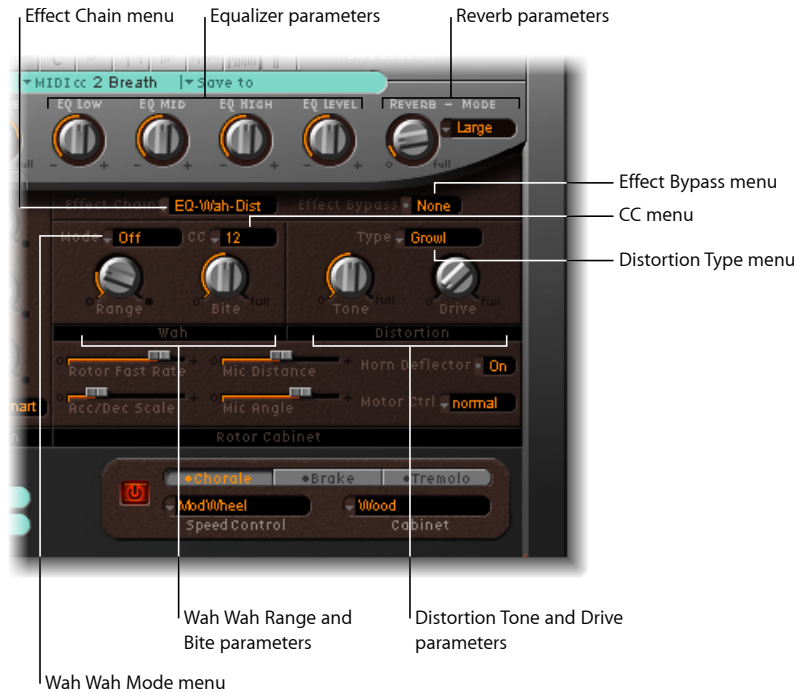 Effect Chain menu
Equalizer parameters
Reverb parameters
MIDI cc 2 Breath
Save to
EQ LOW
EQ MID
EQ HIGH
EQ LEVEL
REVERB - MODE
Large
full
- +
- +
- +
- +
o full
Effect Chain
EQ-Wah-Dist
Effect Bypass
None
Effect Bypass menu
CC menu
Mode
Off
CC
12
Type
Growl
Distortion Type menu
o
Range
o full
Bite
o full
Tone
o full
Drive
Wah
Distortion
o +
Rotor Fast Rate
o +
Mic Distance
Horn Deflector
On
o +
Acc/Dec Scale
o +
Mic Angle
Motor Ctrl
normal
Rotor Cabinet
Chorale
Brake
Tremolo
ModWheel
Wood
Speed Control
Cabinet
Wah Wah Range and
Bite parameters
Distortion Tone and Drive
parameters
Wah Wah Mode menu